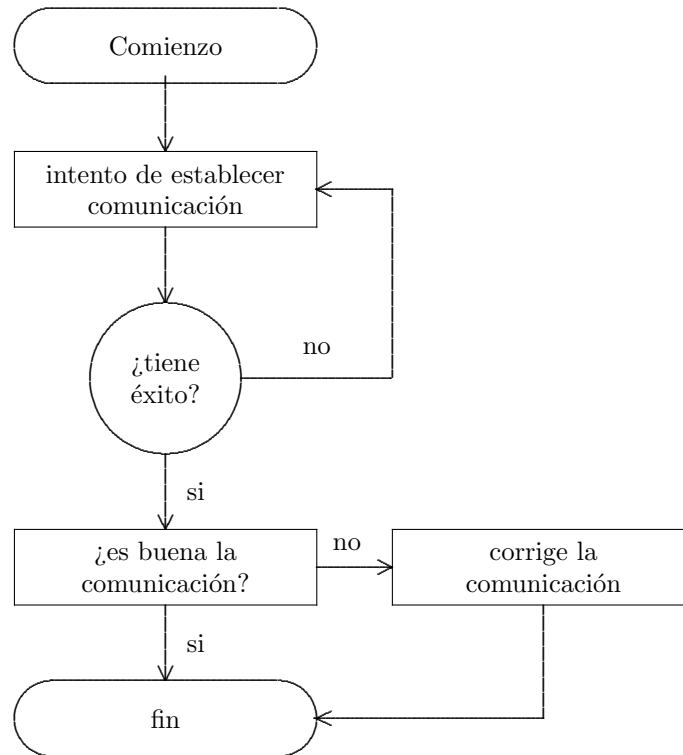 Comienzo
intento de establecer
comunicación
¿tiene
éxito?
no
si
¿es buena la
comunicación?
no
corrige la
comunicación
si
fin